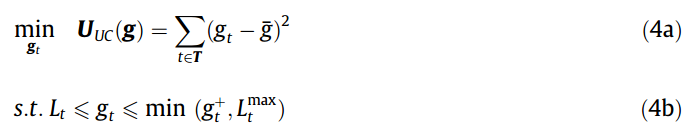 min g_t U_UC(g) = ∑_{t∈T} (g_t − ḡ)² (4a)
s.t. L_t ⩽ g_t ⩽ min (g_t^+, L_t^max) (4b)